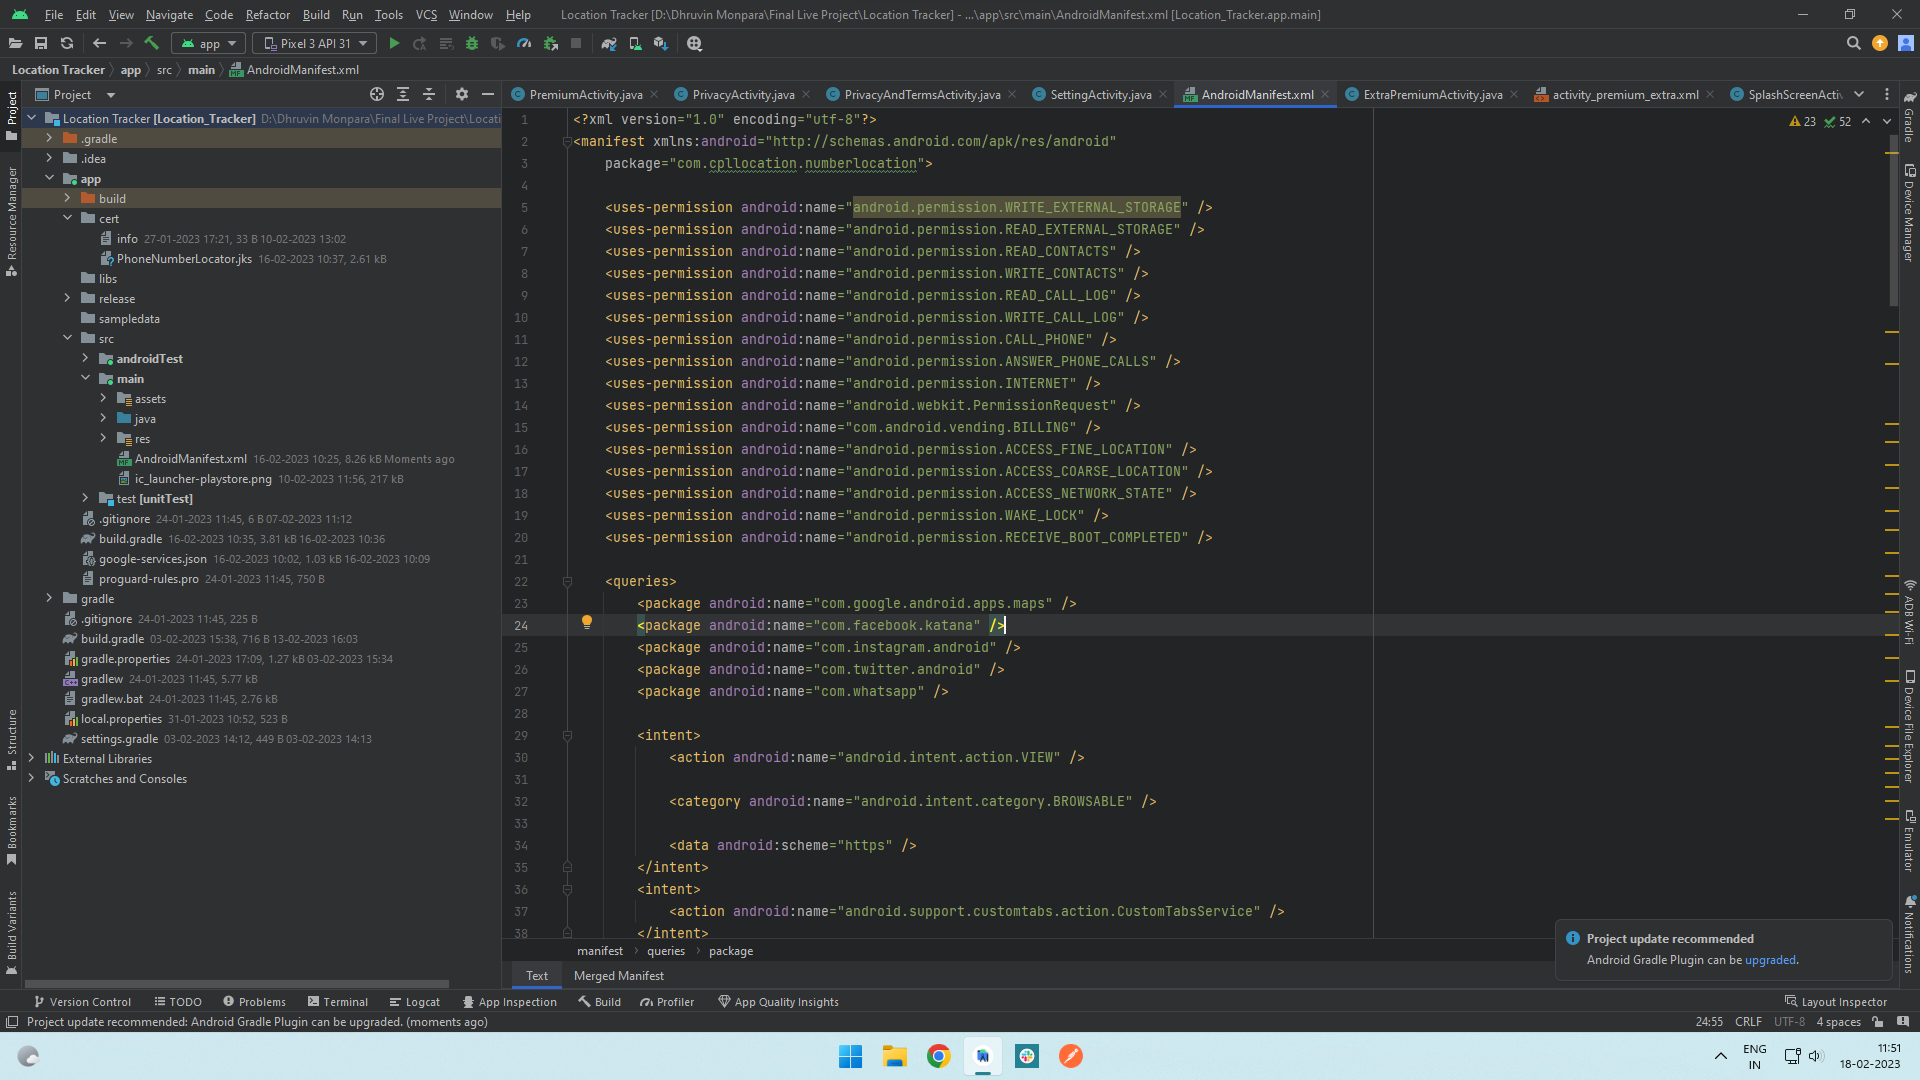 File Edit View Navigate Code Refactor Build Run Tools VCS Window Help Location Tracker [D:\Dhruvin Monpara\Final Live Project\Location Tracker] - ...\app\src\main\AndroidManifest.xml [Location_Tracker.app.main]
app Pixel 3 API 31
Location Tracker app src main AndroidManifest.xml
Project
PremiumActivity.java PrivacyActivity.java PrivacyAndTermsActivity.java SettingActivity.java AndroidManifest.xml ExtraPremiumActivity.java activity_premium_extra.xml SplashScreenActiv
Project
Resource Manager
Structure
Bookmarks
Build Variants
Location Tracker [Location_Tracker] D:\Dhruvin Monpara\Final Live Project\Locati
.gradle
.idea
app
build
cert
info 27-01-2023 17:21, 33 B 10-02-2023 13:02
PhoneNumberLocator.jks 16-02-2023 10:37, 2.61 kB
libs
release
sampledata
src
androidTest
main
assets
java
res
AndroidManifest.xml 16-02-2023 10:25, 8.26 kB Moments ago
ic_launcher-playstore.png 10-02-2023 11:56, 217 kB
test [unitTest]
.gitignore 24-01-2023 11:45, 6 B 07-02-2023 11:12
build.gradle 16-02-2023 10:35, 3.81 kB 16-02-2023 10:36
google-services.json 16-02-2023 10:02, 1.03 kB 16-02-2023 10:09
proguard-rules.pro 24-01-2023 11:45, 750 B
gradle
.gitignore 24-01-2023 11:45, 225 B
build.gradle 03-02-2023 15:38, 716 B 13-02-2023 16:03
gradle.properties 24-01-2023 17:09, 1.27 kB 03-02-2023 15:34
gradlew 24-01-2023 11:45, 5.77 kB
gradlew.bat 24-01-2023 11:45, 2.76 kB
local.properties 31-01-2023 10:52, 523 B
settings.gradle 03-02-2023 14:12, 449 B 03-02-2023 14:13
External Libraries
Scratches and Consoles
23 52
1 <?xml version="1.0" encoding="utf-8"?>
2 <manifest xmlns:android="http://schemas.android.com/apk/res/android"
3 package="com.cpllocation.numberlocation">
4
5 <uses-permission android:name="android.permission.WRITE_EXTERNAL_STORAGE" />
6 <uses-permission android:name="android.permission.READ_EXTERNAL_STORAGE" />
7 <uses-permission android:name="android.permission.READ_CONTACTS" />
8 <uses-permission android:name="android.permission.WRITE_CONTACTS" />
9 <uses-permission android:name="android.permission.READ_CALL_LOG" />
10 <uses-permission android:name="android.permission.WRITE_CALL_LOG" />
11 <uses-permission android:name="android.permission.CALL_PHONE" />
12 <uses-permission android:name="android.permission.ANSWER_PHONE_CALLS" />
13 <uses-permission android:name="android.permission.INTERNET" />
14 <uses-permission android:name="android.webkit.PermissionRequest" />
15 <uses-permission android:name="com.android.vending.BILLING" />
16 <uses-permission android:name="android.permission.ACCESS_FINE_LOCATION" />
17 <uses-permission android:name="android.permission.ACCESS_COARSE_LOCATION" />
18 <uses-permission android:name="android.permission.ACCESS_NETWORK_STATE" />
19 <uses-permission android:name="android.permission.WAKE_LOCK" />
20 <uses-permission android:name="android.permission.RECEIVE_BOOT_COMPLETED" />
21
22 <queries>
23 <package android:name="com.google.android.apps.maps" />
24 <package android:name="com.facebook.katana" />
25 <package android:name="com.instagram.android" />
26 <package android:name="com.twitter.android" />
27 <package android:name="com.whatsapp" />
28
29 <intent>
30 <action android:name="android.intent.action.VIEW" />
31
32 <category android:name="android.intent.category.BROWSABLE" />
33
34 <data android:scheme="https" />
35 </intent>
36 <intent>
37 <action android:name="android.support.customtabs.action.CustomTabsService" />
38 </intent>
manifest queries package
Text Merged Manifest
Gradle
Device Manager
ADB Wi-Fi
Device File Explorer
Emulator
Notifications
Project update recommended
Android Gradle Plugin can be upgraded.
Version Control TODO Problems Terminal Logcat App Inspection Build Profiler App Quality Insights Layout Inspector
Project update recommended: Android Gradle Plugin can be upgraded. (moments ago) 24:55 CRLF UTF-8 4 spaces
ENG 11:51
IN 18-02-2023